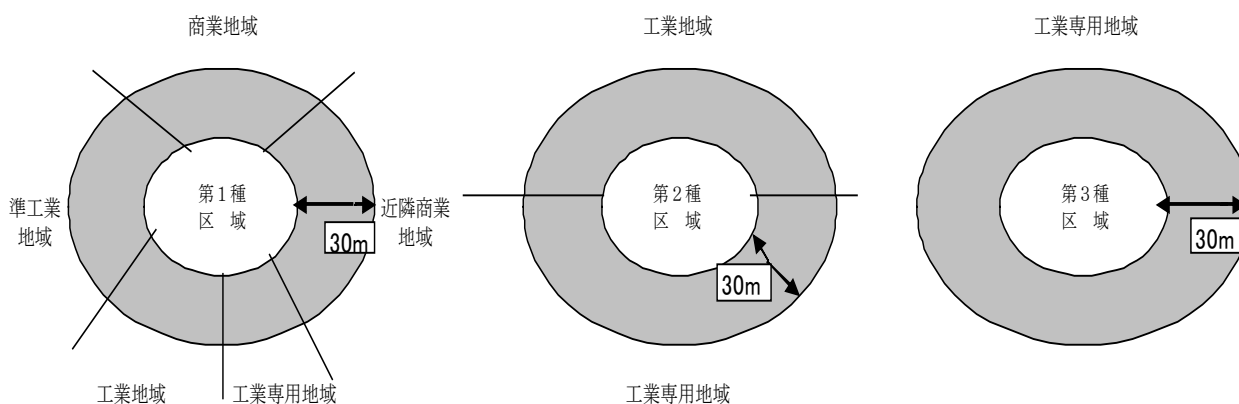 商業地域
第1種
区 域
準工業
地域
近隣商業
地域
30m
工業地域
工業専用地域
工業地域
第2種
区 域
30m
工業専用地域
工業専用地域
第3種
区 域
30m